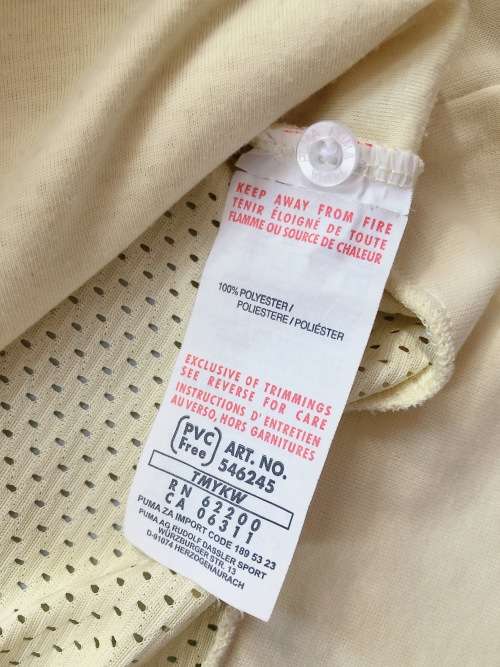 KEEP AWAY FROM FIRE
TENIR ÉLOIGNÉ DE TOUTE
FLAMME OU SOURCE DE CHALEUR
100% POLYESTER /
POLIESTERE / POLIÉSTER
EXCLUSIVE OF TRIMMINGS
SEE REVERSE FOR CARE
INSTRUCTIONS D' ENTRETIEN
AU VERSO, HORS GARNITURES
(PVC Free) ART. NO.
546245
TMYKW
RN 62200
CA 06311
PUMA ZA IMPORT CODE 189 53 23
PUMA AG RUDOLF DASSLER SPORT
WÜRZBURGER STR. 13
D-91074 HERZOGENAURACH